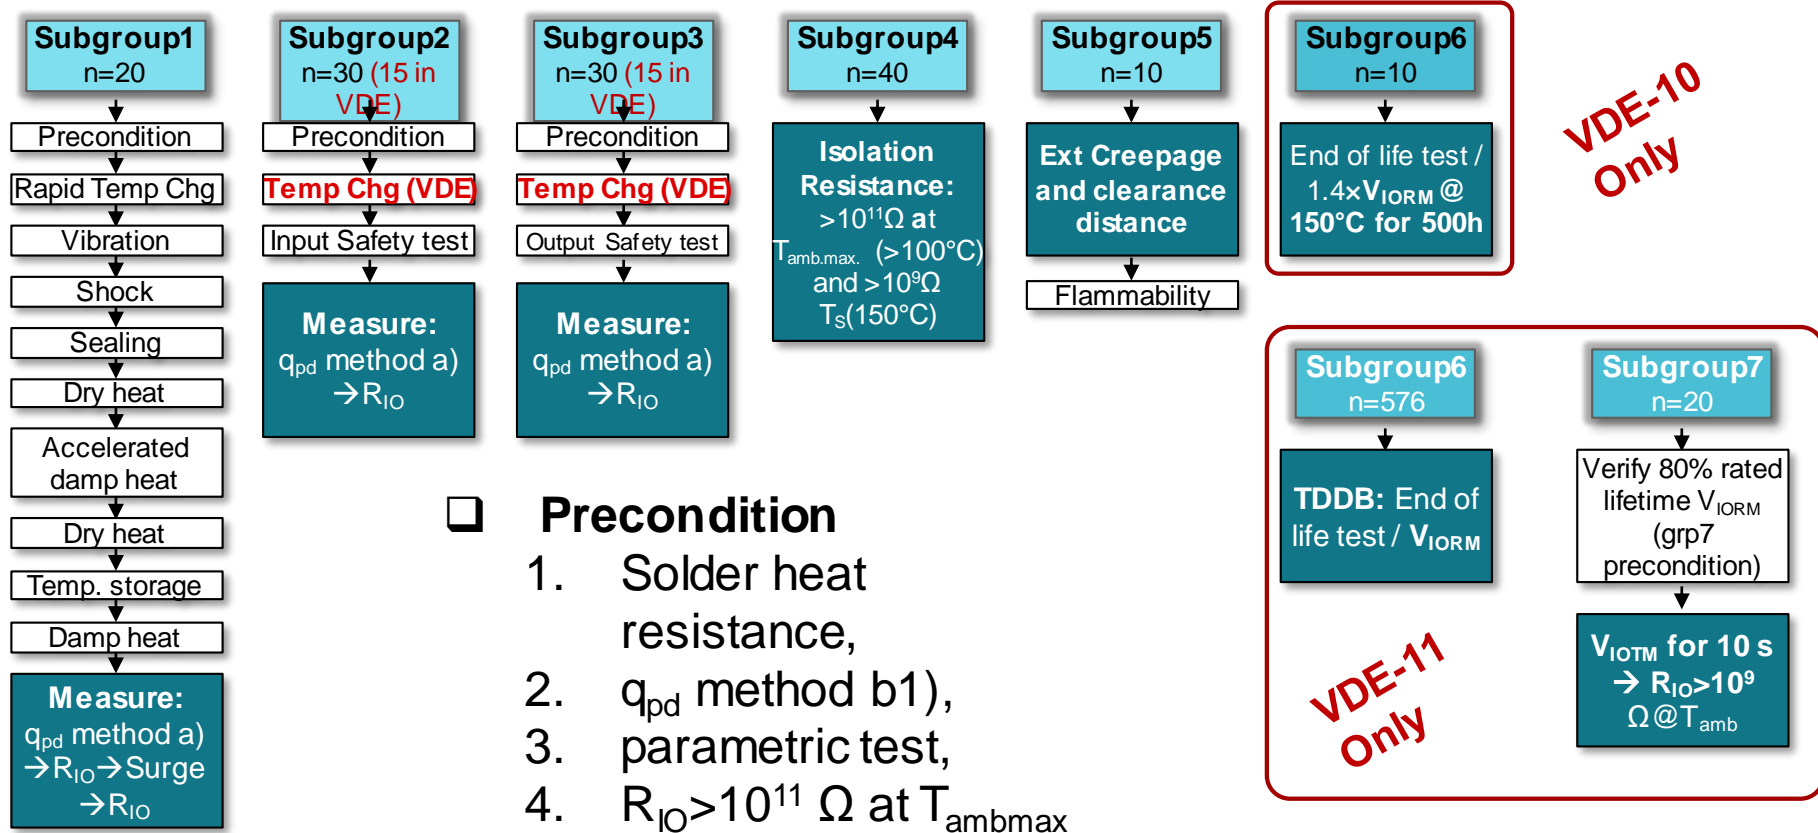 Subgroup1
n=20
Precondition
Rapid Temp Chg
Vibration
Shock
Sealing
Dry heat
Accelerated
damp heat
Dry heat
Temp. storage
Damp heat
Measure:
qpd method a)
→RIO→Surge
→RIO
Subgroup2
n=30 (15 in
VDE)
Precondition
Temp Chg (VDE)
Input Safety test
Measure:
qpd method a)
→RIO
Subgroup3
n=30 (15 in
VDE)
Precondition
Temp Chg (VDE)
Output Safety test
Measure:
qpd method a)
→RIO
Subgroup4
n=40
Isolation
Resistance:
>10¹¹Ω at
Tamb.max. (>100°C)
and >10⁹Ω
TS(150°C)
Subgroup5
n=10
Ext Creepage
and clearance
distance
Flammability
Subgroup6
n=10
End of life test /
1.4×VIORM @
150°C for 500h
VDE-10
Only
Subgroup6
n=576
TDDB: End of
life test / VIORM
Subgroup7
n=20
Verify 80% rated
lifetime VIORM
(grp7
precondition)
VIOTM for 10 s
→ RIO>10⁹
Ω@Tamb
VDE-11
Only
❑ Precondition
1. Solder heat
resistance,
2. qpd method b1),
3. parametric test,
4. RIO>10¹¹ Ω at Tambmax